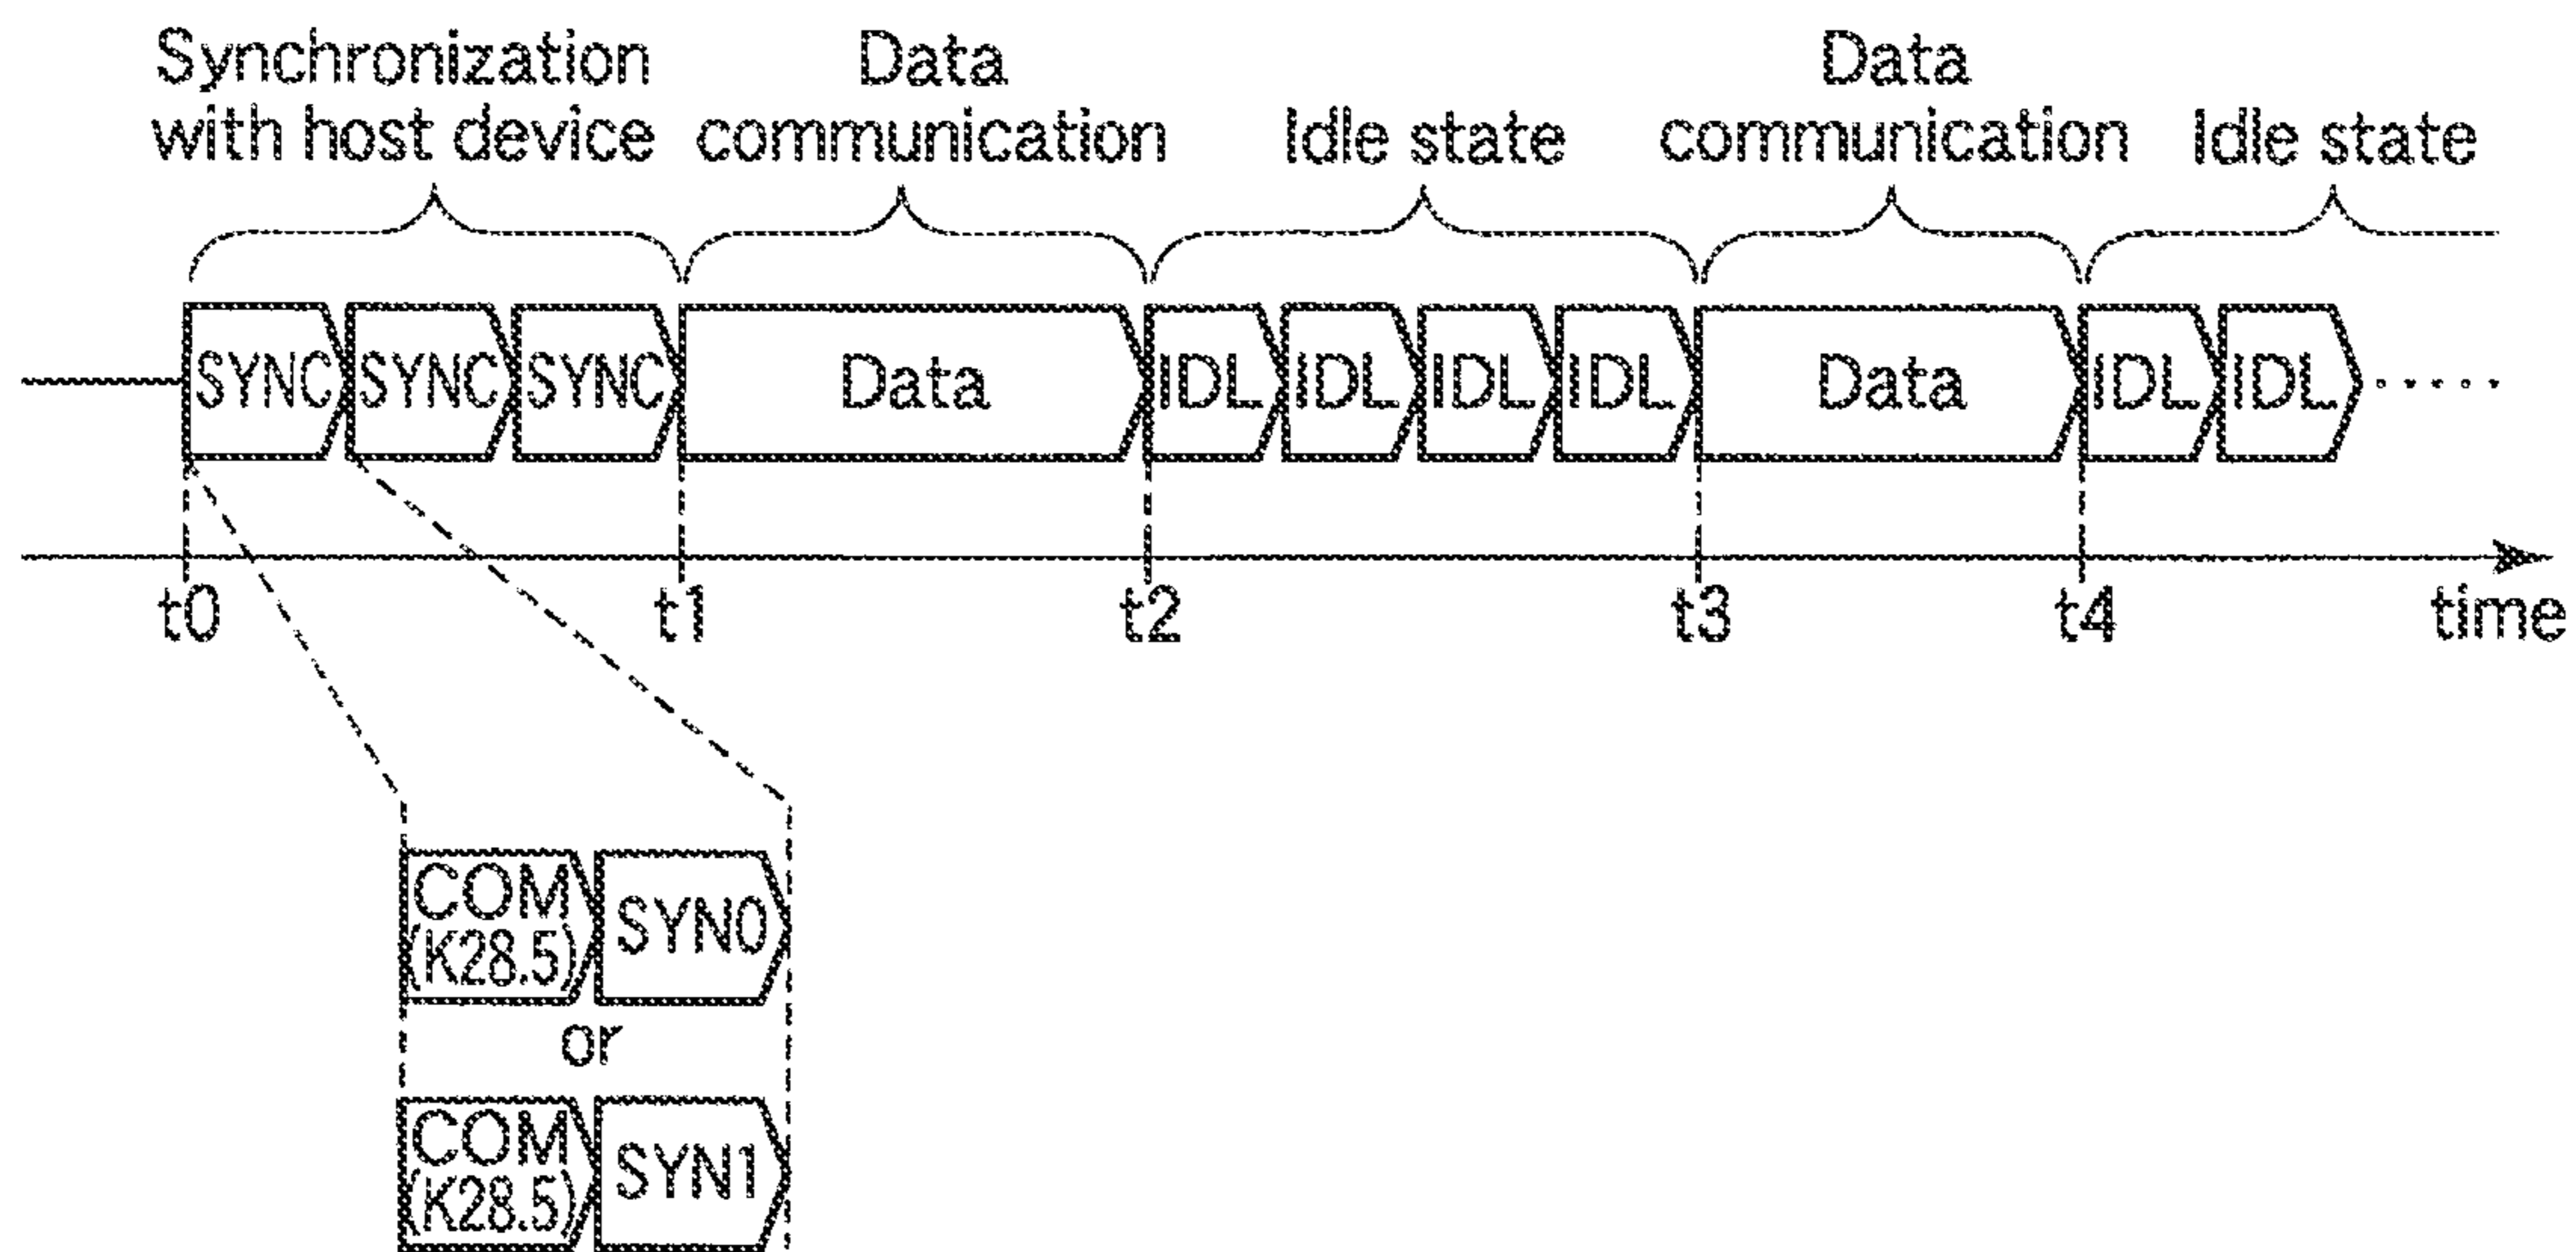 Synchronization
with host device
Data
communication
Idle state
Data
communication
Idle state
SYNC SYNC SYNC Data IDL IDL IDL IDL Data IDL IDL
t0 t1 t2 t3 t4 time
COM
(K28.5)
SYN0
or
COM
(K28.5)
SYN1